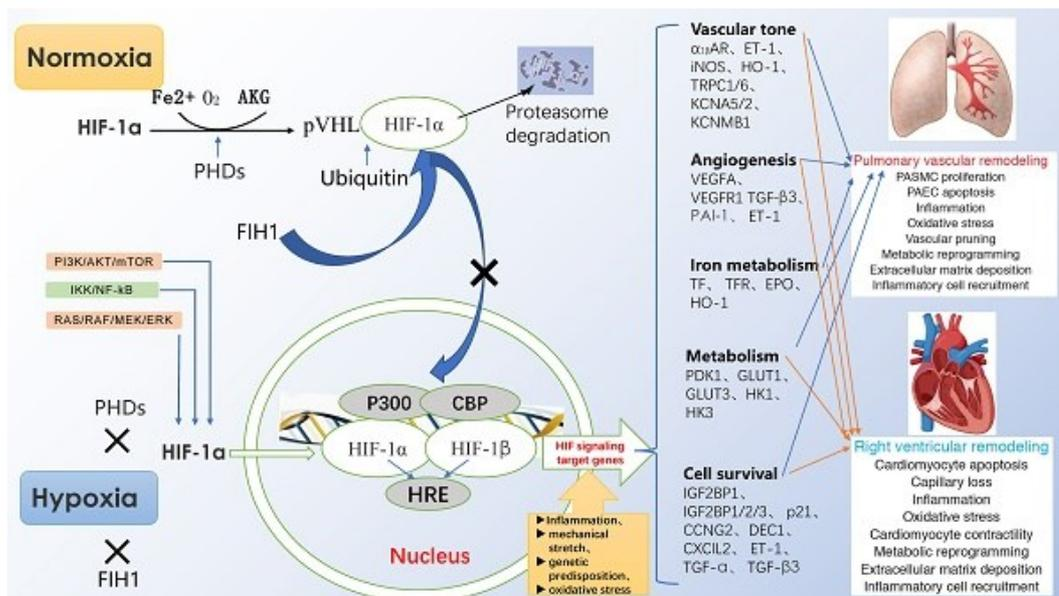 Normoxia
Fe2+ O₂ AKG
HIF-1a
PHDs
pVHL
HIF-1α
Ubiquitin
Proteasome
degradation
FIH1
PI3K/AKT/mTOR
IKK/NF-kB
RAS/RAF/MEK/ERK
PHDs
HIF-1a
Hypoxia
FIH1
P300
CBP
HIF-1α
HIF-1β
HRE
Nucleus
HIF signaling
target genes
▶Inflammation、
▶ mechanical
stretch、
▶ genetic
predisposition、
▶ oxidative stress
Vascular tone
α₁ᵦAR、 ET-1、
iNOS、 HO-1、
TRPC1/6、
KCNA5/2、
KCNMB1
Angiogenesis
VEGFA、
VEGFR1 TGF-β3、
PAI-1、 ET-1
Iron metabolism
TF、 TFR、 EPO、
HO-1
Metabolism
PDK1、 GLUT1、
GLUT3、 HK1、
HK3
Cell survival
IGF2BP1、
IGF2BP1/2/3、 p21、
CCNG2、 DEC1、
CXCIL2、 ET-1、
TGF-α、 TGF-β3
Pulmonary vascular remodeling
PASMC proliferation
PAEC apoptosis
Inflammation
Oxidative stress
Vascular pruning
Metabolic reprogramming
Extracellular matrix deposition
Inflammatory cell recruitment
Right ventricular remodeling
Cardiomyocyte apoptosis
Capillary loss
Inflammation
Oxidative stress
Cardiomyocyte contractility
Metabolic reprogramming
Extracellular matrix deposition
Inflammatory cell recruitment